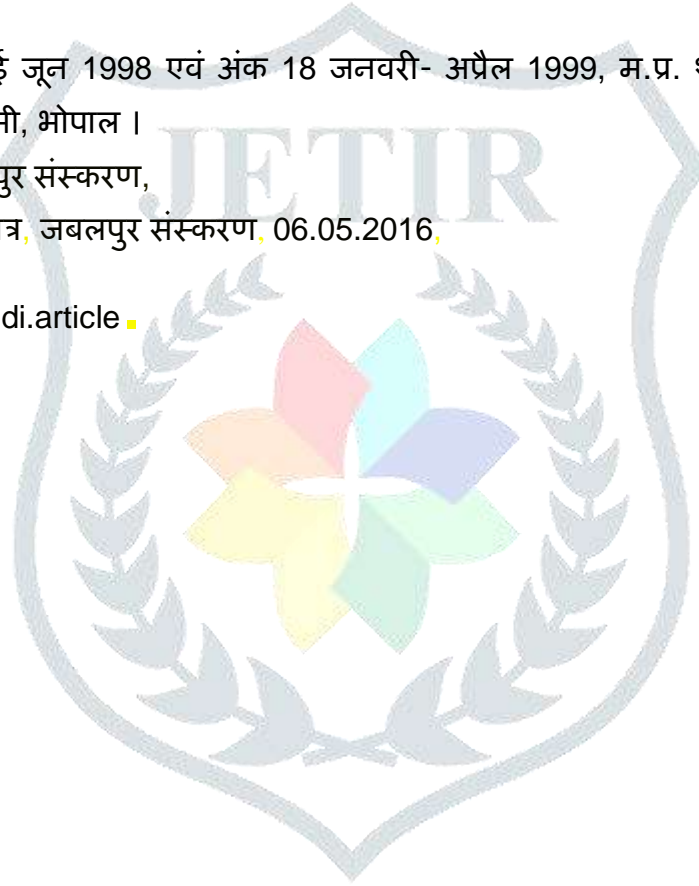 जून 1998 एवं अंक 18 जनवरी- अप्रैल 1999, म.प्र.
भोपाल ।
संस्करण,
जबलपुर संस्करण, 06.05.2016,
di.article
JETIR